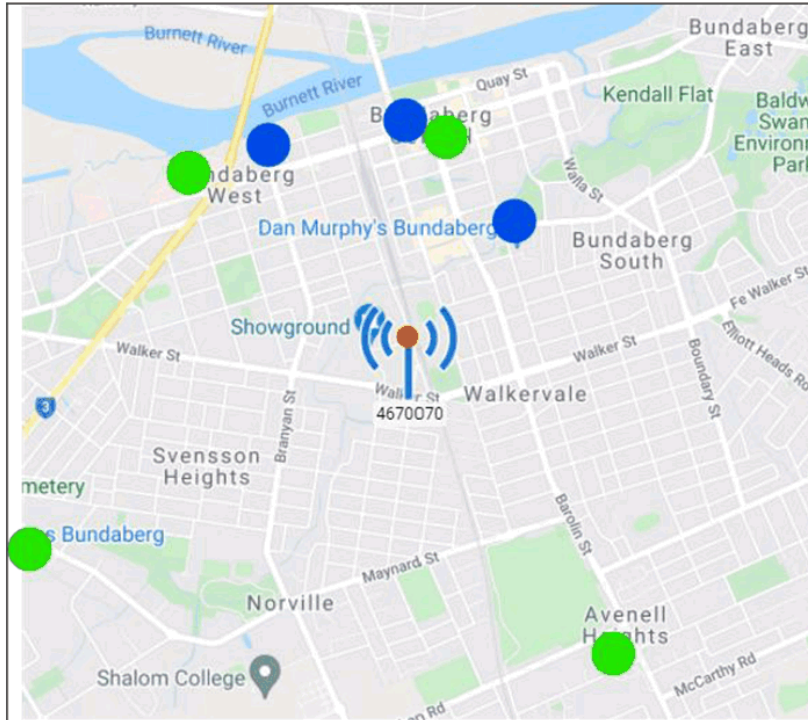 Burnett River
Burnett River
Bundaberg
East
Quay St
Kendall Flat
Baldw
Swan
Environm
Park
Walla St
Bundaberg
West
Dan Murphy's Bundaberg
Bundaberg
South
Showground
Fe Walker St
Elliott Heads Ro
Walker St
Walker St
Boundary St
Walker St
Walkervale
4670070
3
Branyan St
Svensson
Heights
metery
s Bundaberg
Barolin St
Maynard St
Norville
Avenell
Heights
Shalom College
McCarthy Rd
Rd